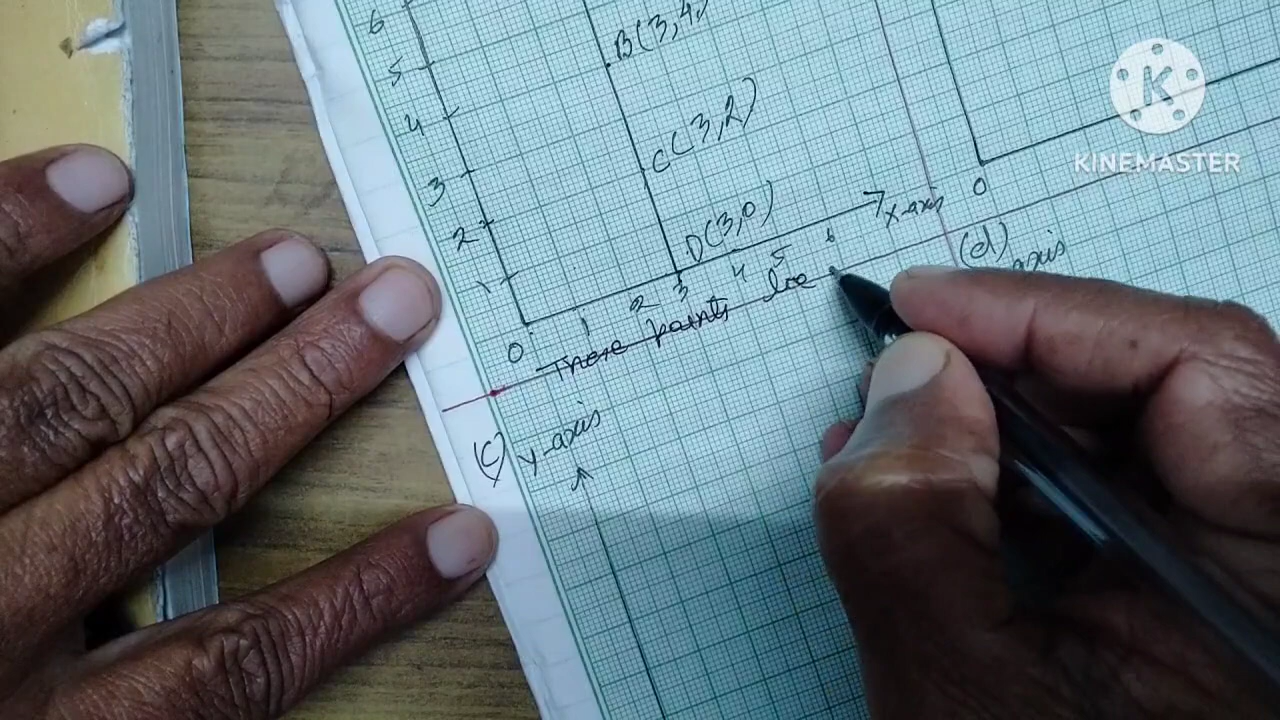 6
5
4
3
2
1
0
B(3,4)
C(3,2)
D(3,0)
1 2 3 4 5 6
x-axis
These points lie
(c) y-axis
0
(d)
axis
K
KINEMASTER